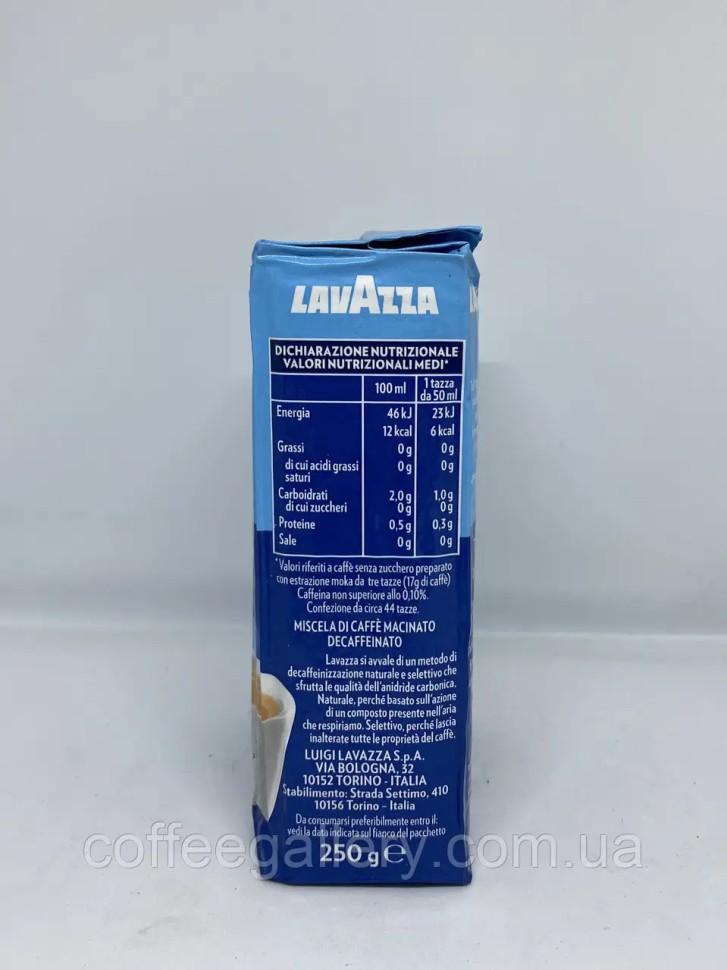 LAVAZZA
DICHIARAZIONE NUTRIZIONALE
VALORI NUTRIZIONALI MEDI*
100 ml 1 tazza da 50 ml
Energia 46 kJ 23 kJ
12 kcal 6 kcal
Grassi 0 g 0 g
di cui acidi grassi saturi 0 g 0 g
Carboidrati 2,0 g 1,0 g
di cui zuccheri 0 g 0 g
Proteine 0,5 g 0,3 g
Sale 0 g 0 g
*Valori riferiti a caffè senza zucchero preparato
con estrazione moka da tre tazze (17g di caffè)
Caffeina non superiore allo 0,10%.
Confezione da circa 44 tazze.
MISCELA DI CAFFÈ MACINATO
DECAFFEINATO
Lavazza si avvale di un metodo di
decaffeinizzazione naturale e selettivo che
sfrutta le qualità dell'anidride carbonica.
Naturale, perché basato sull'azione
di un composto presente nell'aria
che respiriamo. Selettivo, perché lascia
inalterate tutte le proprietà del caffè.
LUIGI LAVAZZA S.p.A.
VIA BOLOGNA, 32
10152 TORINO - ITALIA
Stabilimento: Strada Settimo, 410
10156 Torino - Italia
Da consumarsi preferibilmente entro il:
vedi la data indicata sul fianco del pacchetto
250 g ℮
coffeegallery.com.ua